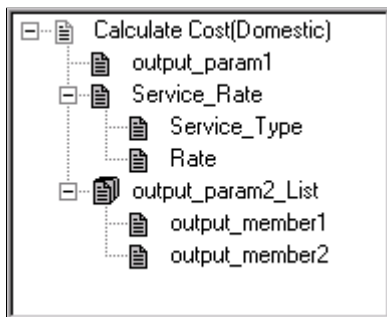 Calculate Cost(Domestic)
output_param1
Service_Rate
Service_Type
Rate
output_param2_List
output_member1
output_member2